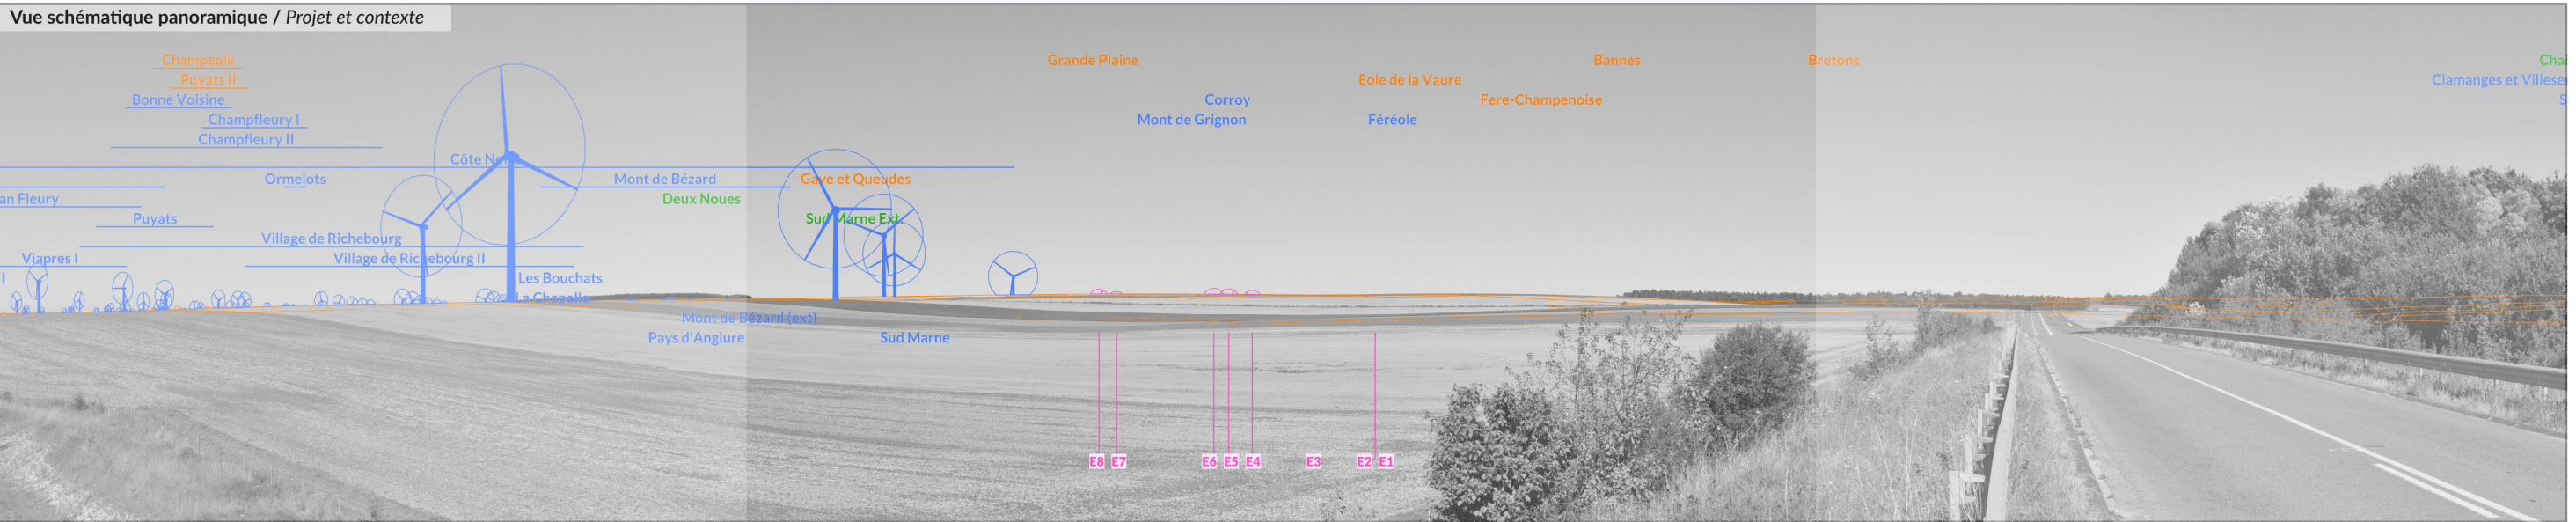 Vue schématique panoramique / Projet et contexte
Champeole
Grande Plaine
Bannes
Bretons
Puyats II
Eole de la Vaure
Clamanges et
Bonne Voisine
Corroy
Fere-Champenoise
Champfleury I
Mont de Grignon
Féréole
Champfleury II
Côte
Ormelots
Mont de Bézard
Gave et Queudes
Fleury
Deux Noues
Puyats
Sud Marne Ext.
Village de Richebourg
Viapres I
Village de Richebourg II
Les Bouchats
La Chapelle
Mont de Bézard (ext)
Pays d'Anglure
Sud Marne
E8 E7 E6 E5 E4 E3 E2 E1